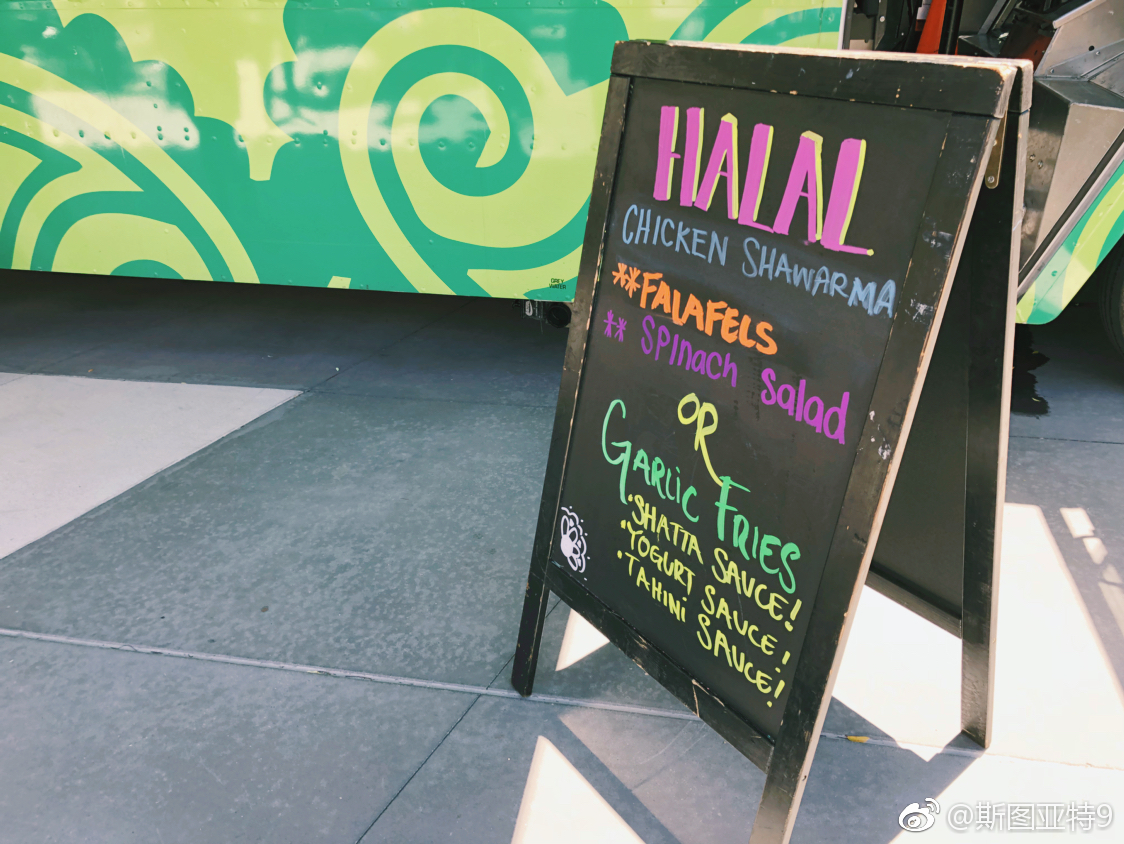 HALAL
CHICKEN SHAWARMA
**FALAFELS
** Spinach salad
OR
GARLIC FRIES
·SHATTA SAUCE!
·YOGURT SAUCE!
·TAHINI SAUCE!
GREY
WATER
@斯图亚特9